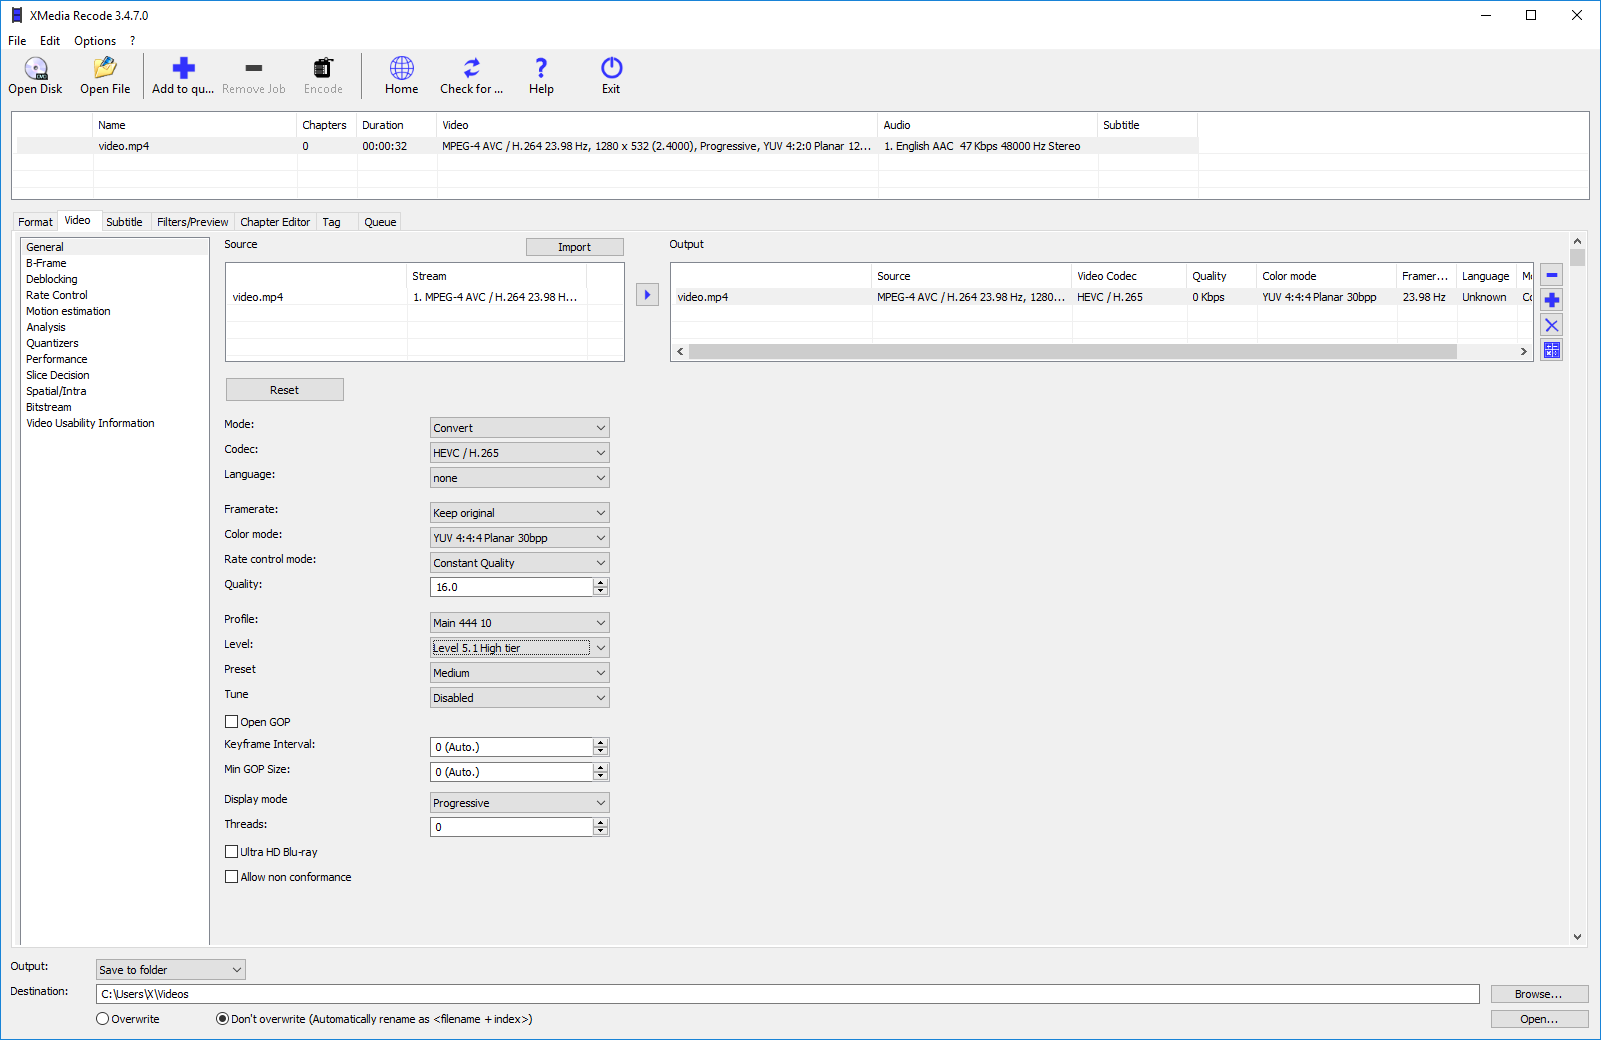 XMedia Recode 3.4.7.0
File Edit Options ?
Open Disk Open File Add to qu... Remove Job Encode Home Check for ... Help Exit
Name Chapters Duration Video Audio Subtitle
video.mp4 0 00:00:32 MPEG-4 AVC / H.264 23.98 Hz, 1280 x 532 (2.4000), Progressive, YUV 4:2:0 Planar 12... 1. English AAC 47 Kbps 48000 Hz Stereo
Format Video Subtitle Filters/Preview Chapter Editor Tag Queue
General
B-Frame
Deblocking
Rate Control
Motion estimation
Analysis
Quantizers
Performance
Slice Decision
Spatial/Intra
Bitstream
Video Usability Information
Source Import
Stream
video.mp4 1. MPEG-4 AVC / H.264 23.98 H...
Output
Source Video Codec Quality Color mode Framer... Language Mo
video.mp4 MPEG-4 AVC / H.264 23.98 Hz, 1280... HEVC / H.265 0 Kbps YUV 4:4:4 Planar 30bpp 23.98 Hz Unknown Co
Reset
Mode: Convert
Codec: HEVC / H.265
Language: none
Framerate: Keep original
Color mode: YUV 4:4:4 Planar 30bpp
Rate control mode: Constant Quality
Quality: 16.0
Profile: Main 444 10
Level: Level 5.1 High tier
Preset Medium
Tune Disabled
Open GOP
Keyframe Interval: 0 (Auto.)
Min GOP Size: 0 (Auto.)
Display mode Progressive
Threads: 0
Ultra HD Blu-ray
Allow non conformance
Output: Save to folder
Destination: C:\Users\X\Videos Browse...
Overwrite Don't overwrite (Automatically rename as <filename + index>) Open...